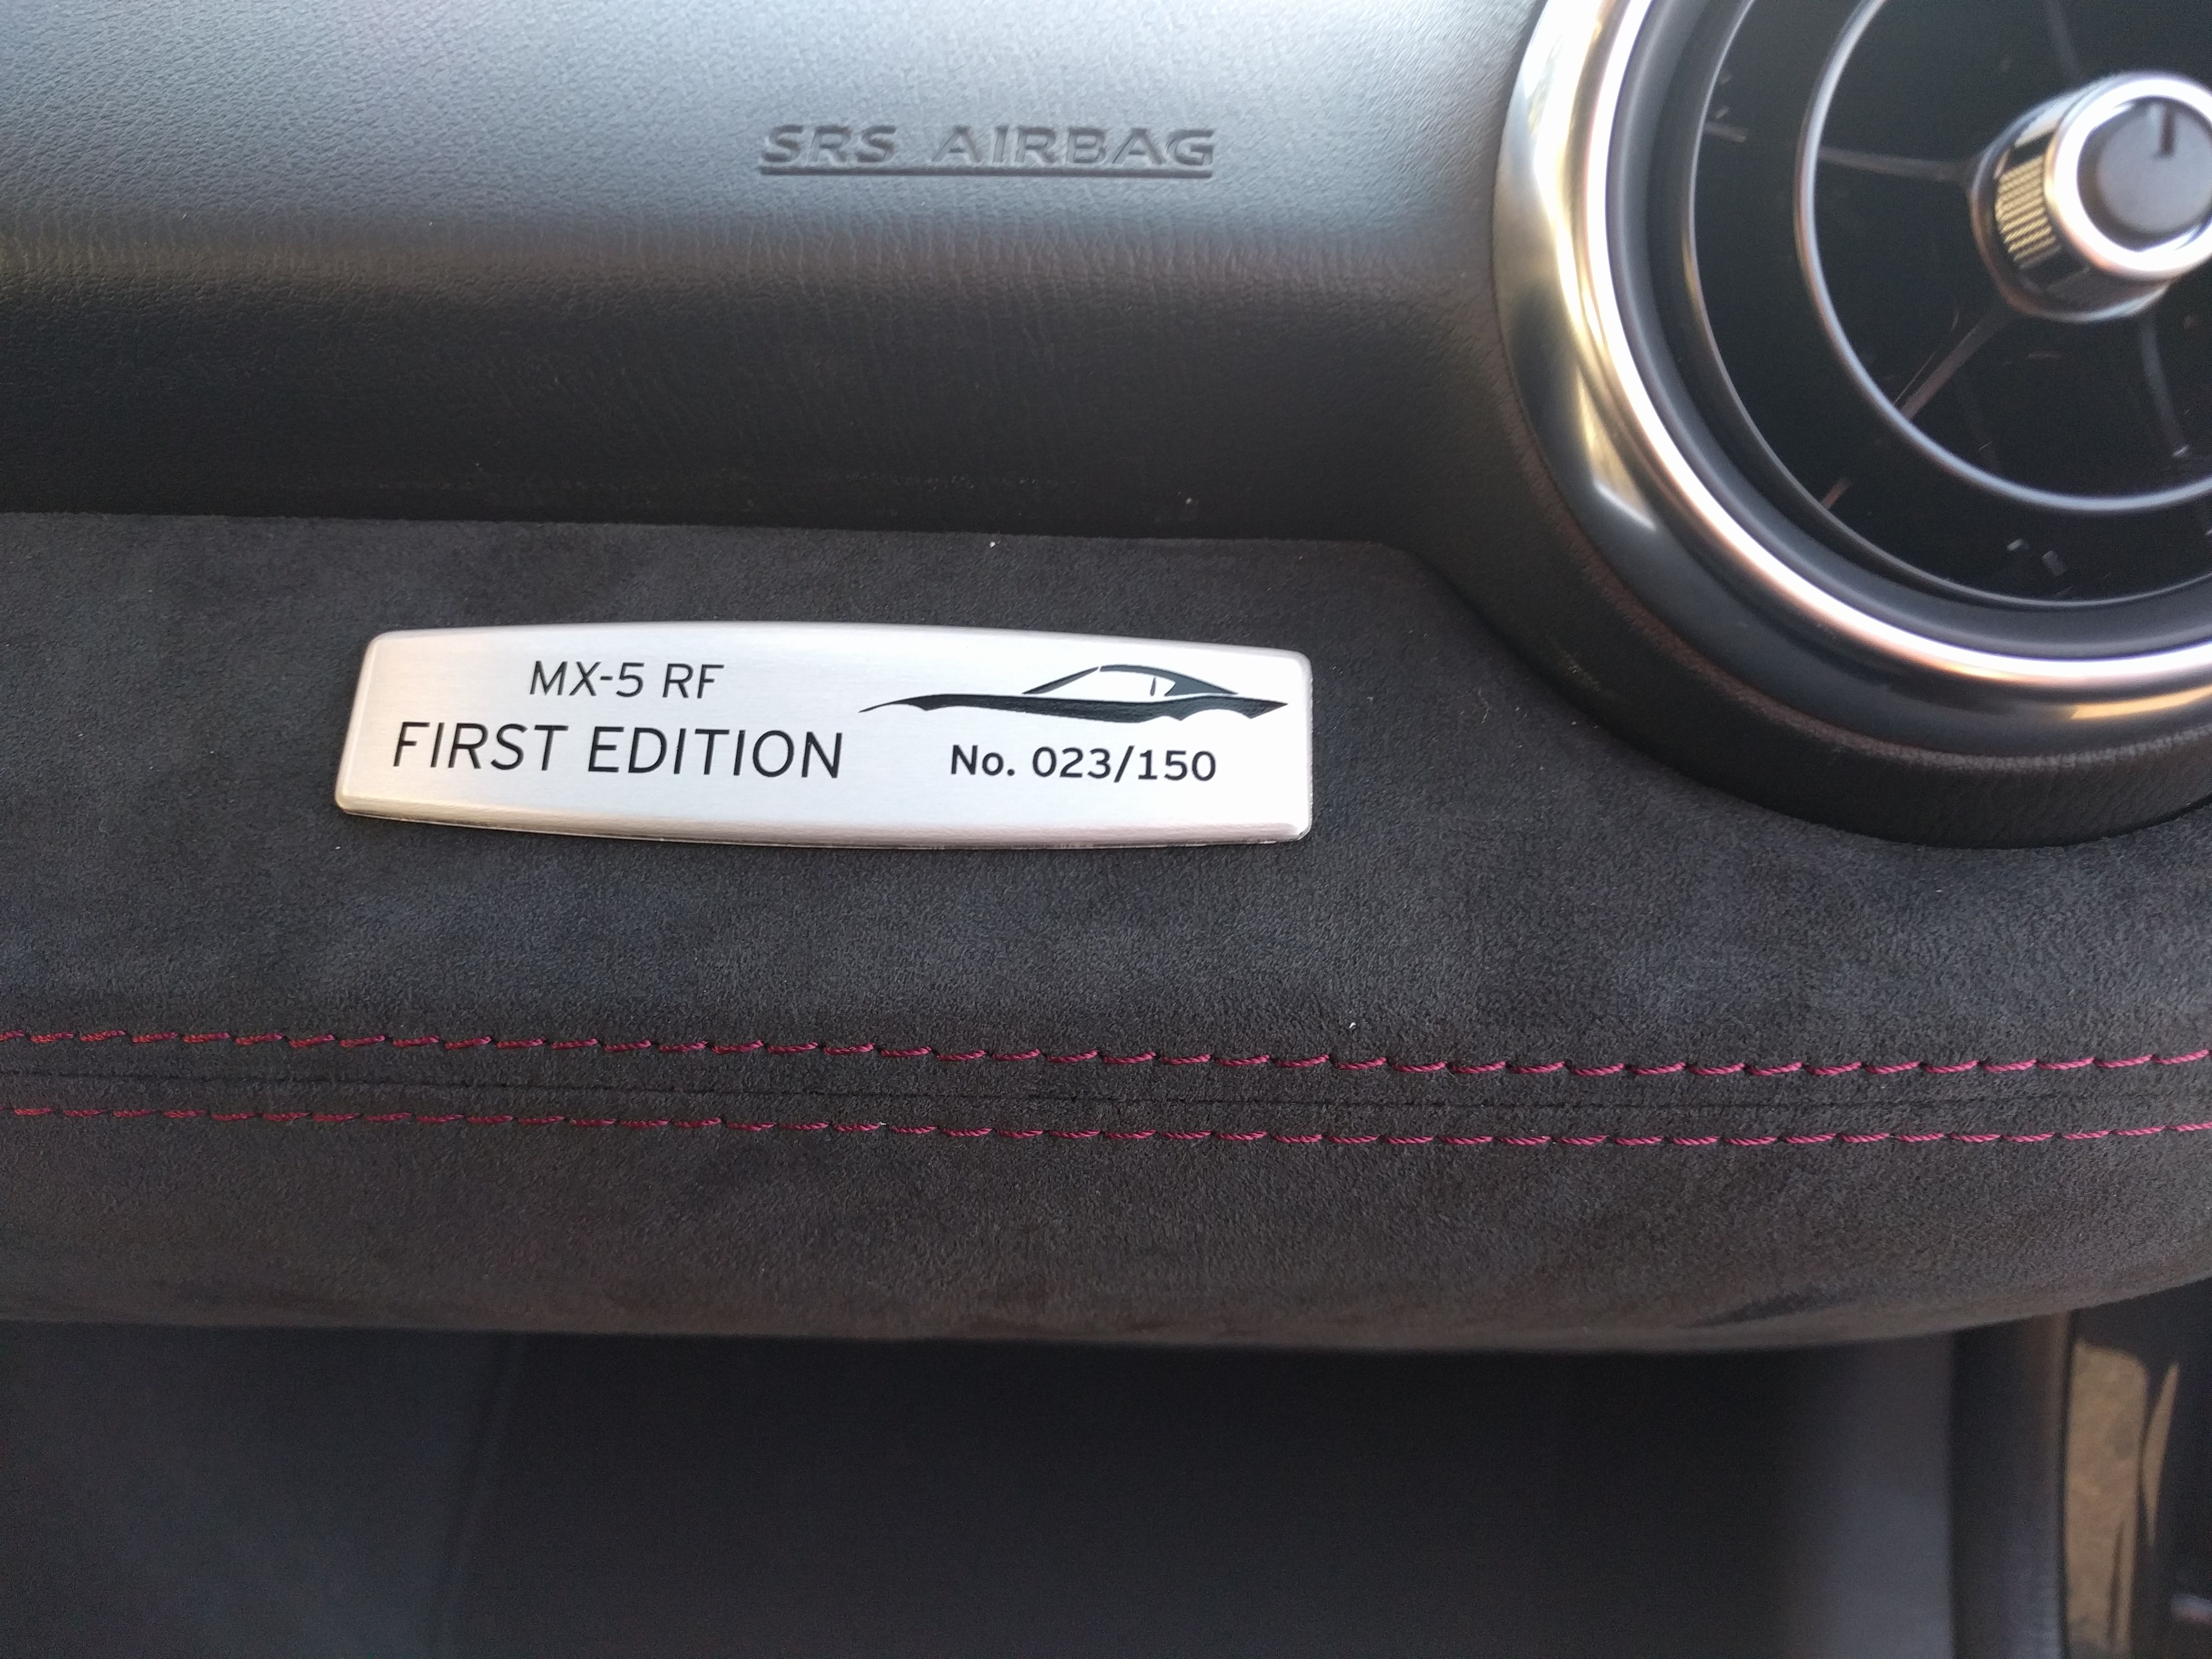 SRS AIRBAG
MX-5 RF
FIRST EDITION
No. 023/150